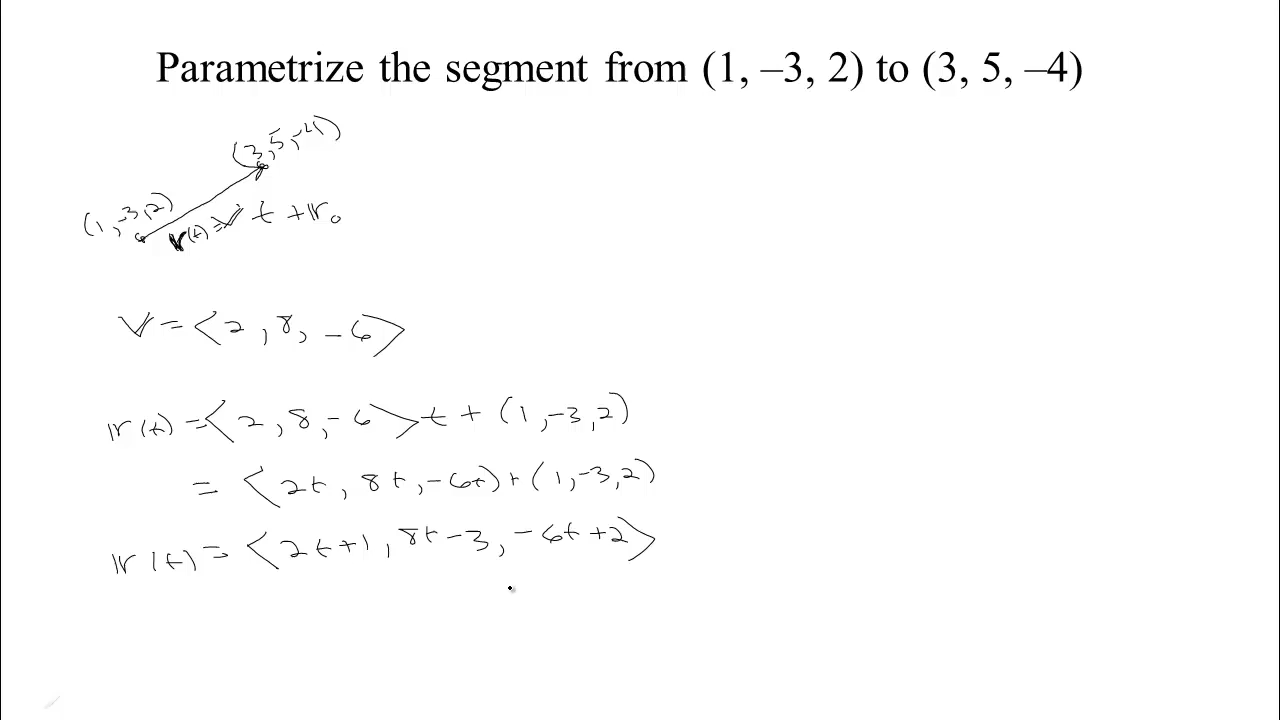 Parametrize the segment from (1, –3, 2) to (3, 5, –4)
(3, 5, -4)
(1, -3, 2)
r(t) = v t + r₀
v = <2, 8, -6>
r(t) = <2, 8, -6> t + (1, -3, 2)
= <2t, 8t, -6t) + (1, -3, 2)
r(t) = <2t+1, 8t-3, -6t+2>